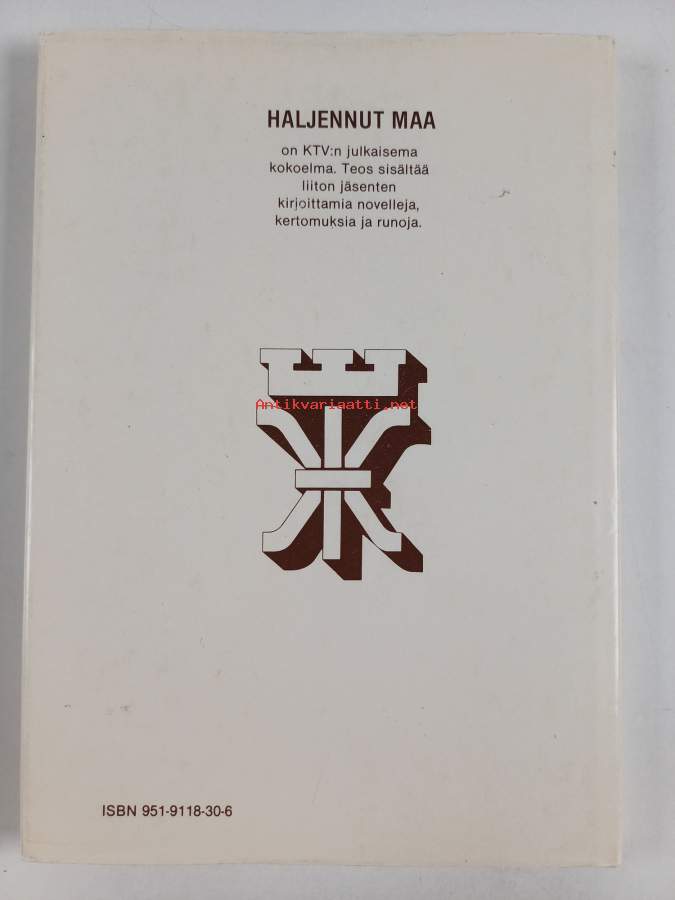 HALJENNUT MAA
on KTV:n julkaisema
kokoelma. Teos sisältää
liiton jäsenten
kirjoittamia novelleja,
kertomuksia ja runoja.
Antikvariaatti.net
ISBN 951-9118-30-6